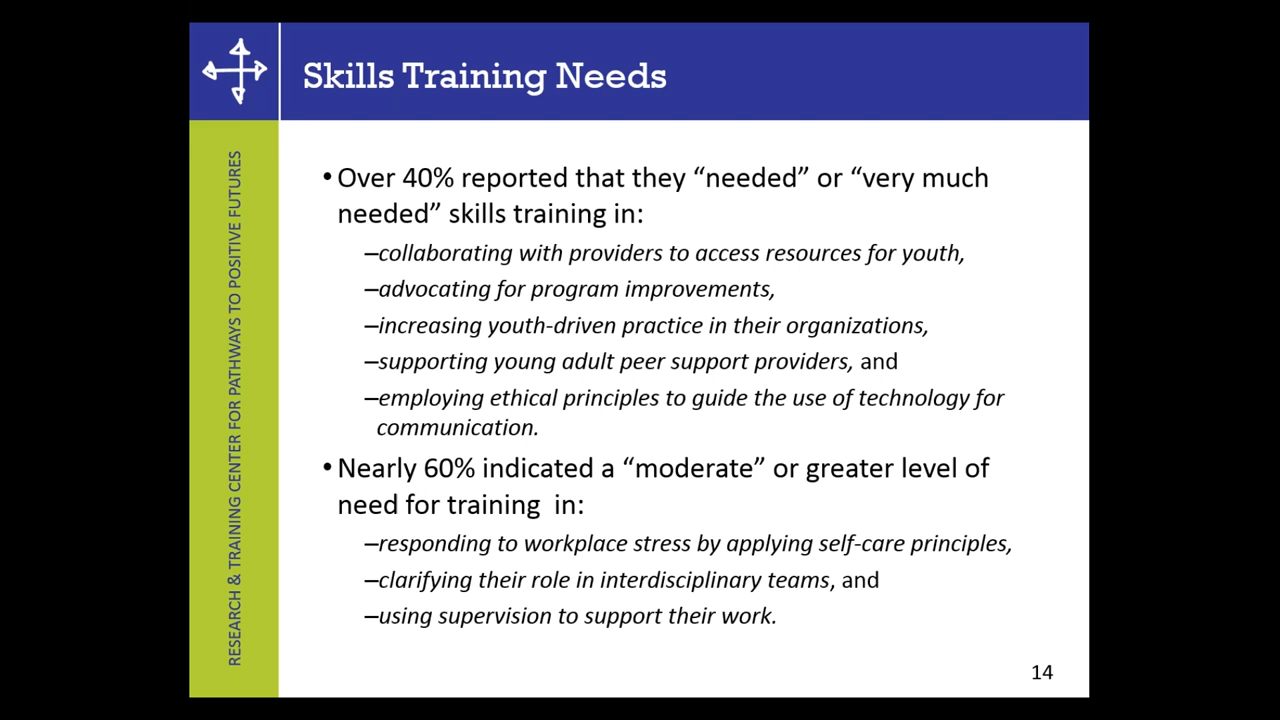 Skills Training Needs
RESEARCH & TRAINING CENTER FOR PATHWAYS TO POSITIVE FUTURES
• Over 40% reported that they “needed” or “very much
needed” skills training in:
–collaborating with providers to access resources for youth,
–advocating for program improvements,
–increasing youth-driven practice in their organizations,
–supporting young adult peer support providers, and
–employing ethical principles to guide the use of technology for
communication.
• Nearly 60% indicated a “moderate” or greater level of
need for training  in:
–responding to workplace stress by applying self-care principles,
–clarifying their role in interdisciplinary teams, and
–using supervision to support their work.
14